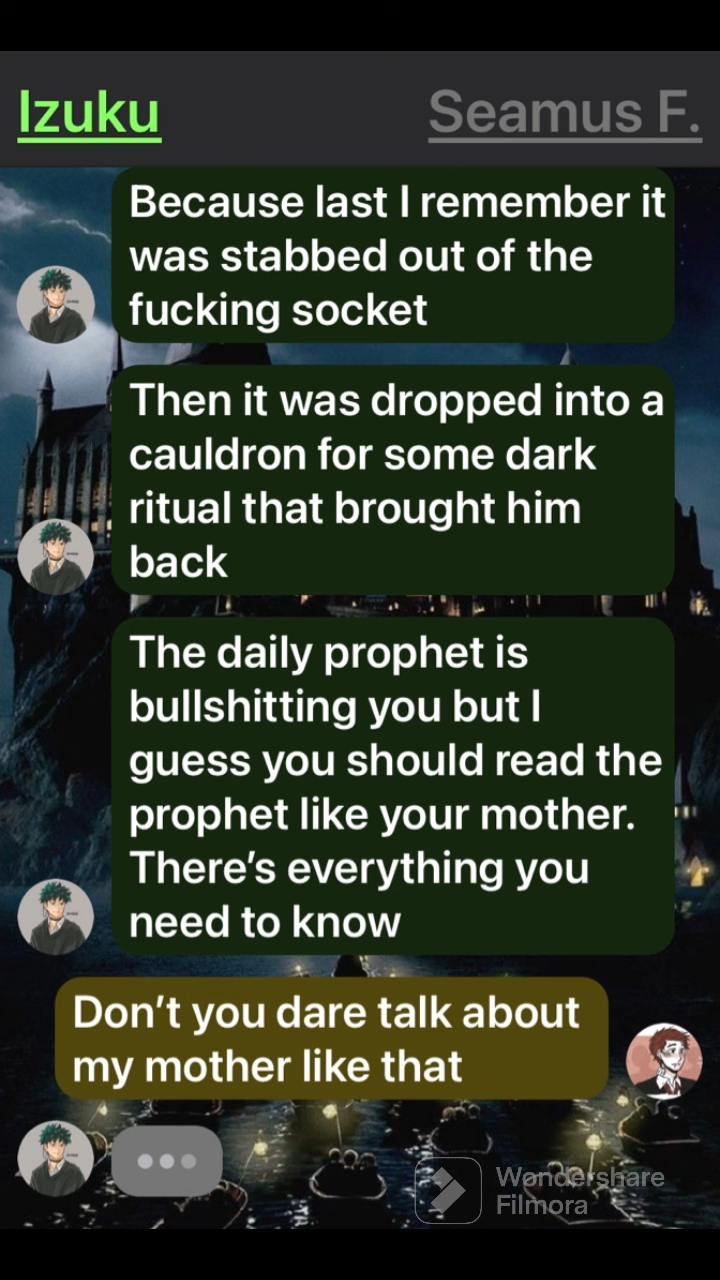 Izuku
Seamus F.
Because last I remember it
was stabbed out of the
fucking socket
Then it was dropped into a
cauldron for some dark
ritual that brought him
back
The daily prophet is
bullshitting you but I
guess you should read the
prophet like your mother.
There's everything you
need to know
Don't you dare talk about
my mother like that
Wondershare
Filmora